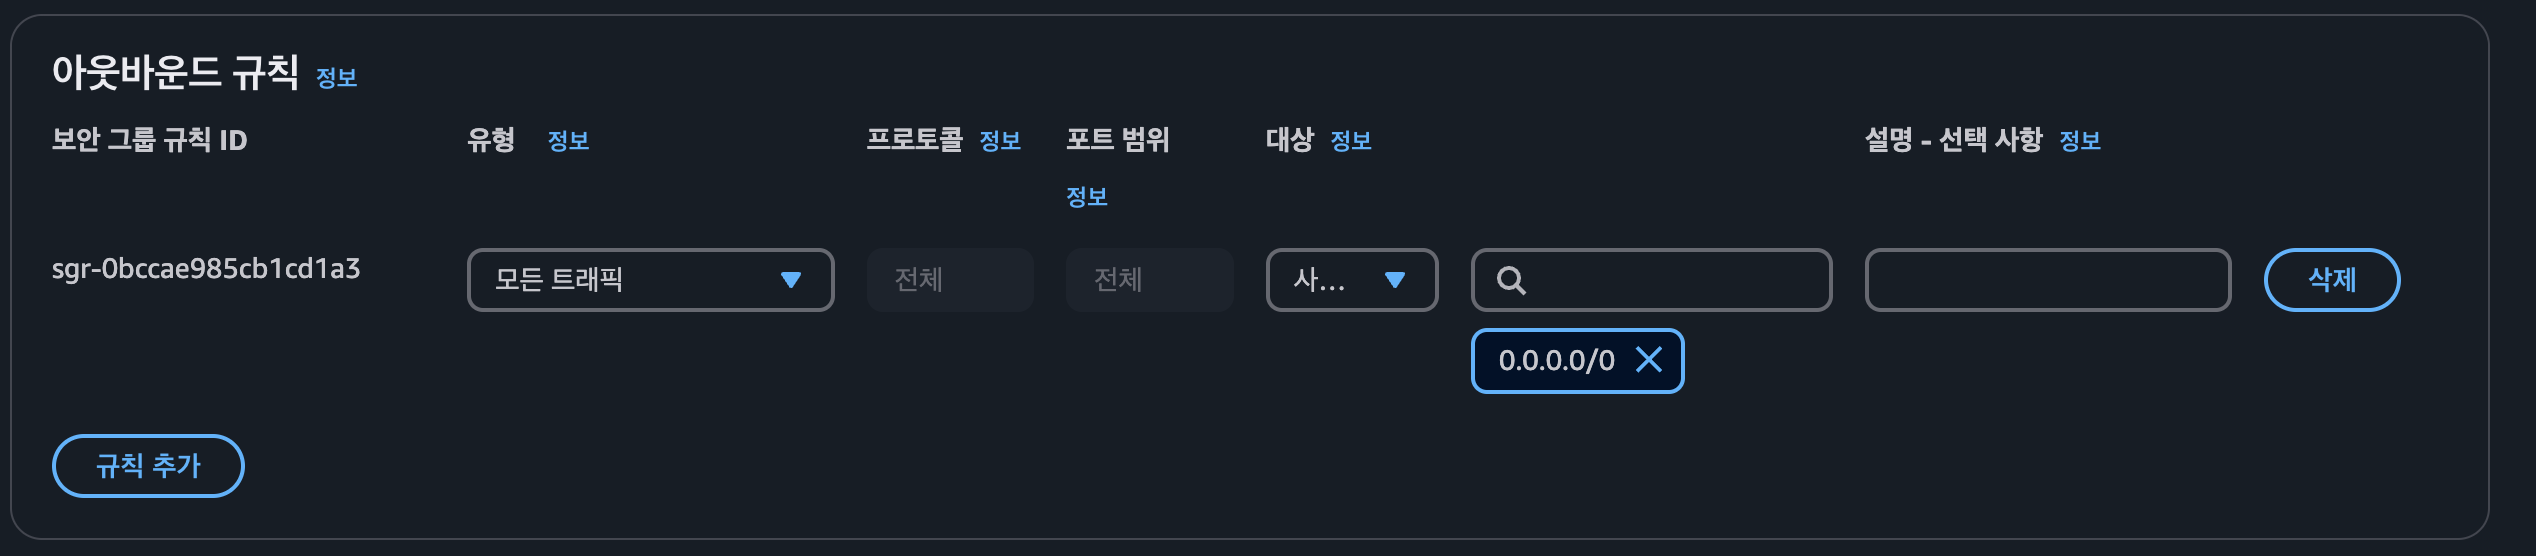 아웃바운드 규칙 정보
보안 그룹 규칙 ID 유형 정보 프로토콜 정보 포트 범위 정보 대상 정보 설명 - 선택 사항 정보
sgr-0bccae985cb1cd1a3 모든 트래픽 전체 전체 사... 삭제
0.0.0.0/0
규칙 추가